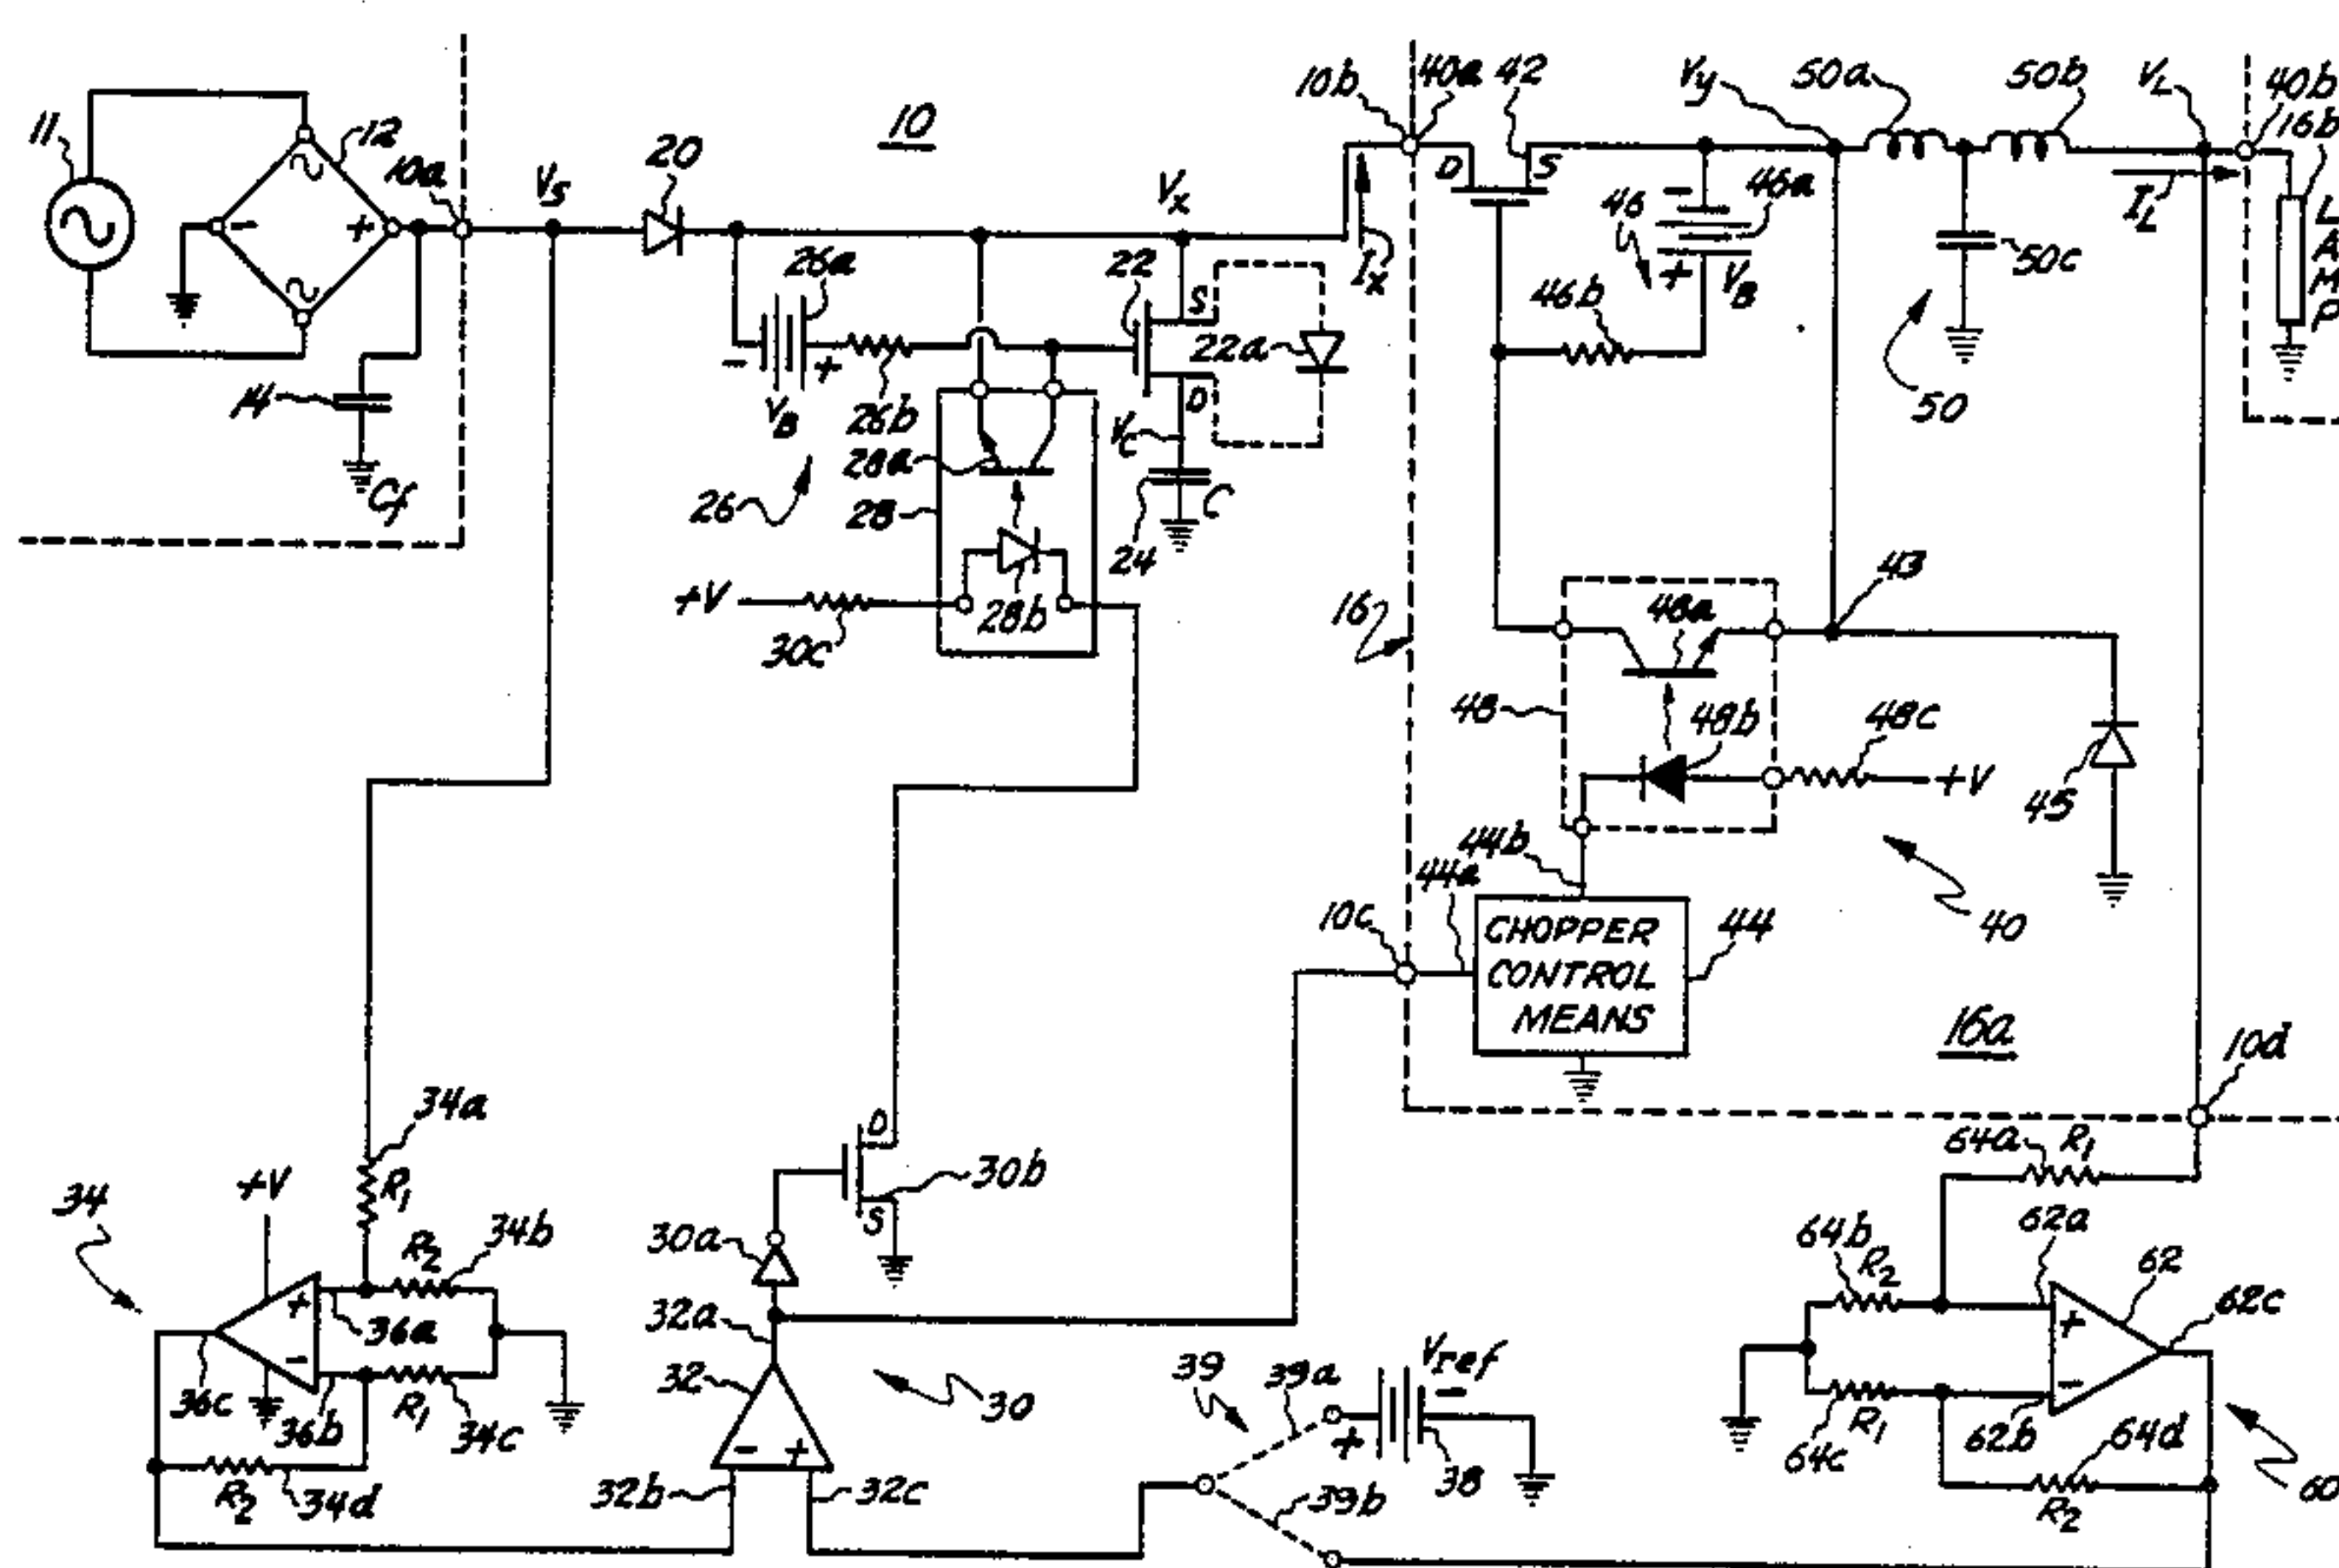 11
12
10a
VS
20
10
Vx
10b
40a
42
Vy
50a
50b
VL
40b
16b
LAMP
D
S
46
46a
IL
50c
50
-
+
14
Cf
26a
22
S
D
22a
Ix
46b
+
VB
-
+
VB
26b
28a
26
28
VC
C
24
+V
30c
28b
16
48a
43
48
48b
48c
+V
45
40
44b
44a
10c
CHOPPER
CONTROL
MEANS
44
16a
10d
34
+V
34a
R1
R2
34b
+
-
36a
36b
36c
R1
34c
R2
34d
D
S
30b
30a
32a
32
-
+
32b
32c
30
39
39a
39b
Vref
+
-
38
64a
R1
64b
R2
62a
62
62c
+
-
62b
64c
R1
64d
R2
60